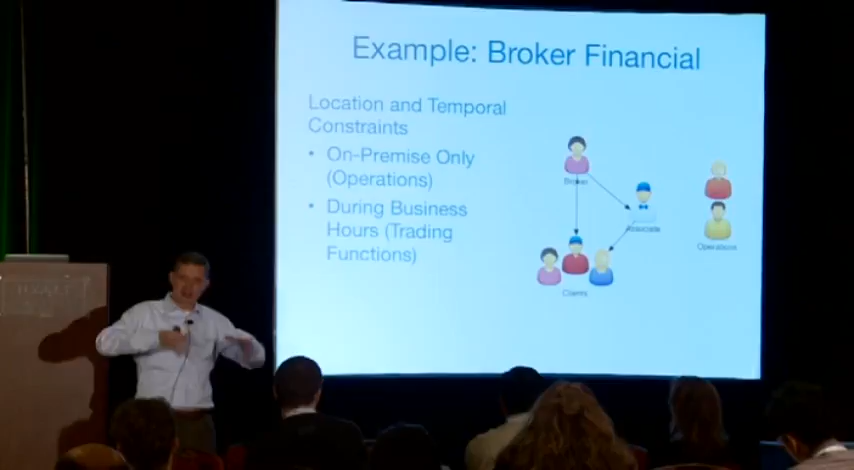 Example: Broker Financial
Location and Temporal
Constraints
• On-Premise Only
(Operations)
• During Business
Hours (Trading
Functions)
Broker
Associate
Operations
Clients